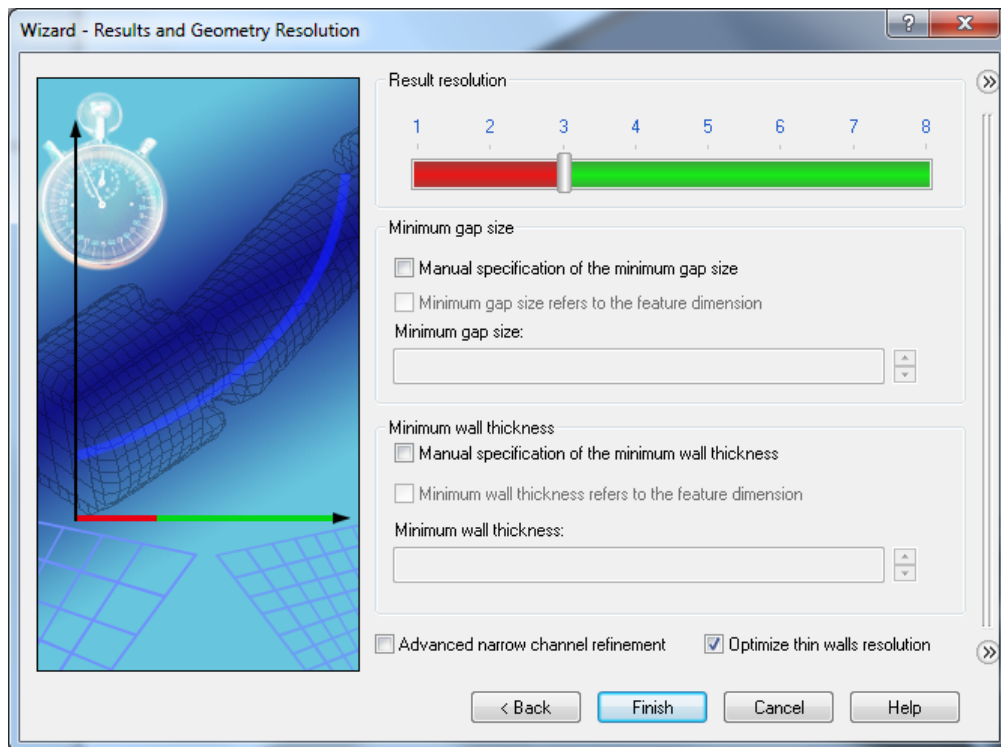 Wizard - Results and Geometry Resolution
Result resolution
1 2 3 4 5 6 7 8
Minimum gap size
Manual specification of the minimum gap size
Minimum gap size refers to the feature dimension
Minimum gap size:
Minimum wall thickness
Manual specification of the minimum wall thickness
Minimum wall thickness refers to the feature dimension
Minimum wall thickness:
Advanced narrow channel refinement Optimize thin walls resolution
< Back Finish Cancel Help